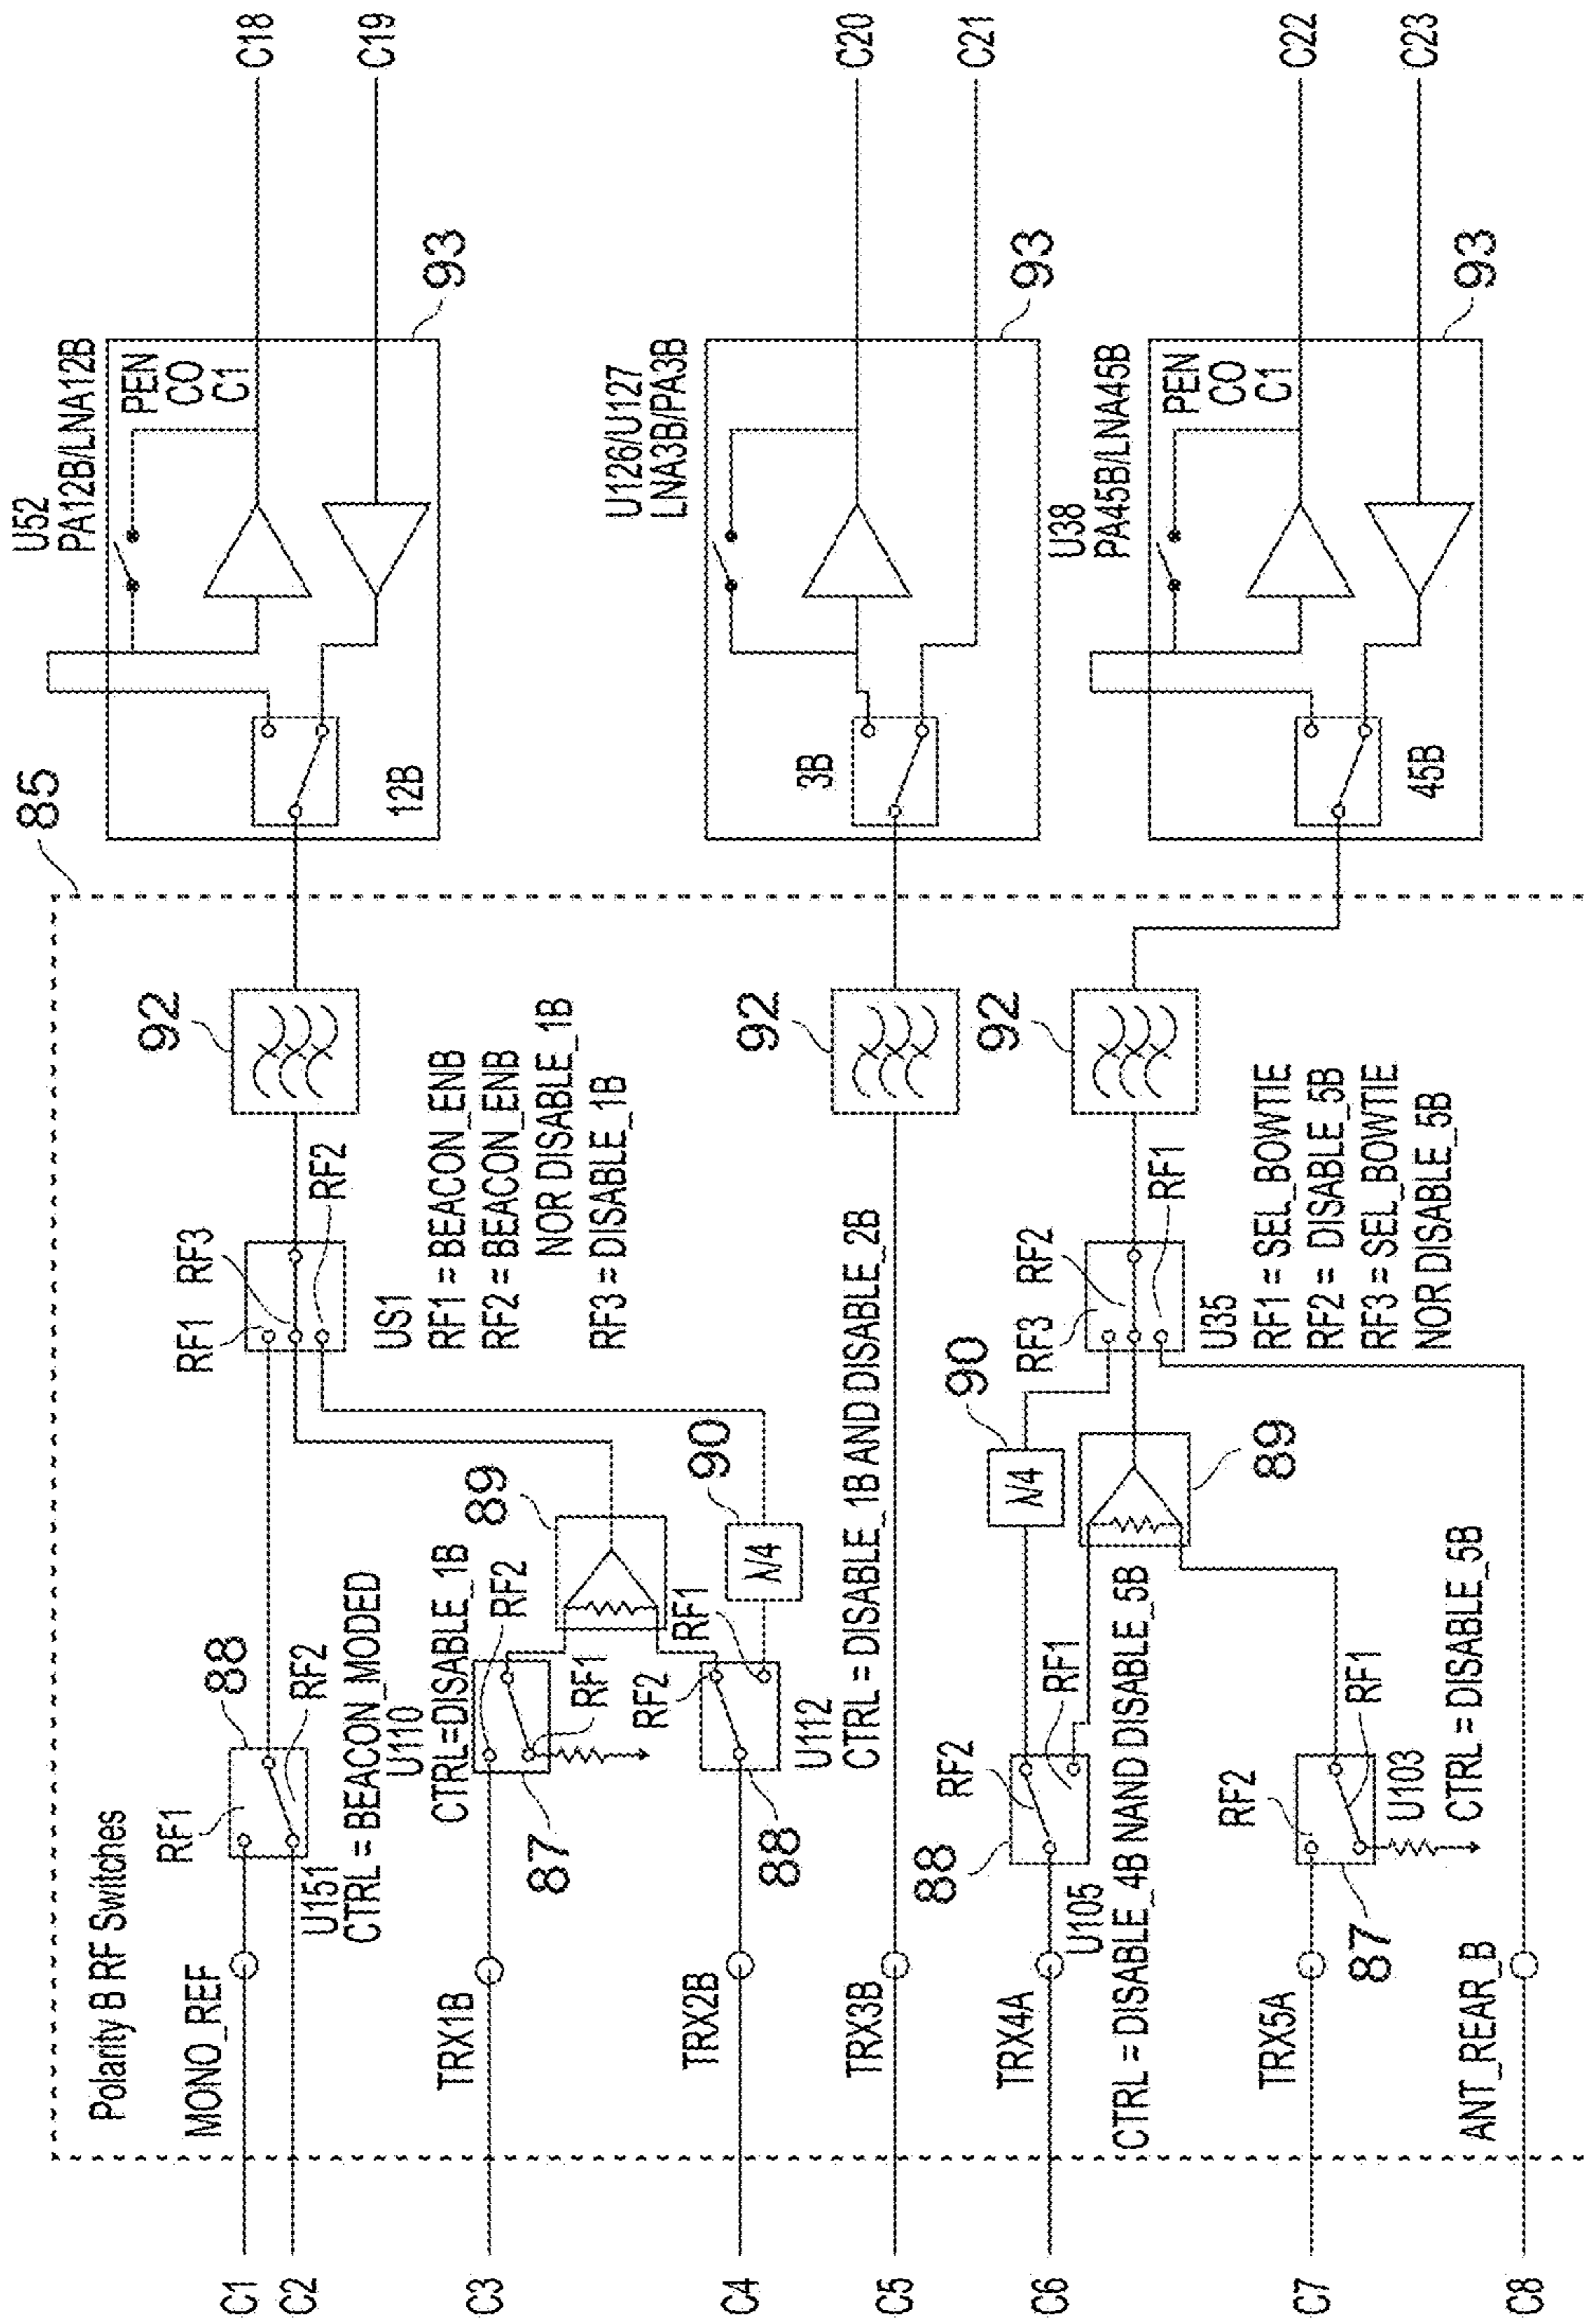 Polarity B RF Switches
85
C1
MONO_REF
RF1
88
C2
RF2
U151
CTRL = BEACON_MODED
RF1
RF3
RF2
US1
RF1 = BEACON_ENB
RF2 = BEACON_ENB
NOR DISABLE_1B
RF3 = DISABLE_1B
92
U52
PA12B/LNA12B
PEN
CO
C1
12B
93
C18
C19
C3
TRX1B
U110
CTRL=DISABLE_1B
RF2
RF1
87
89
C4
TRX2B
RF2
RF1
88
U112
CTRL = DISABLE_1B AND DISABLE_2B
90
λ/4
C5
TRX3B
92
U126/U127
LNA3B/PA3B
3B
93
C20
C21
C6
TRX4A
88
RF2
RF1
U105
CTRL = DISABLE_4B NAND DISABLE_5B
90
λ/4
89
RF3
RF2
RF1
U35
RF1 = SEL_BOWTIE
RF2 = DISABLE_5B
RF3 = SEL_BOWTIE
NOR DISABLE_5B
92
U38
PA45B/LNA45B
PEN
CO
C1
45B
93
C22
C23
C7
TRX5A
RF2
RF1
87
U103
CTRL = DISABLE_5B
C8
ANT_REAR_B